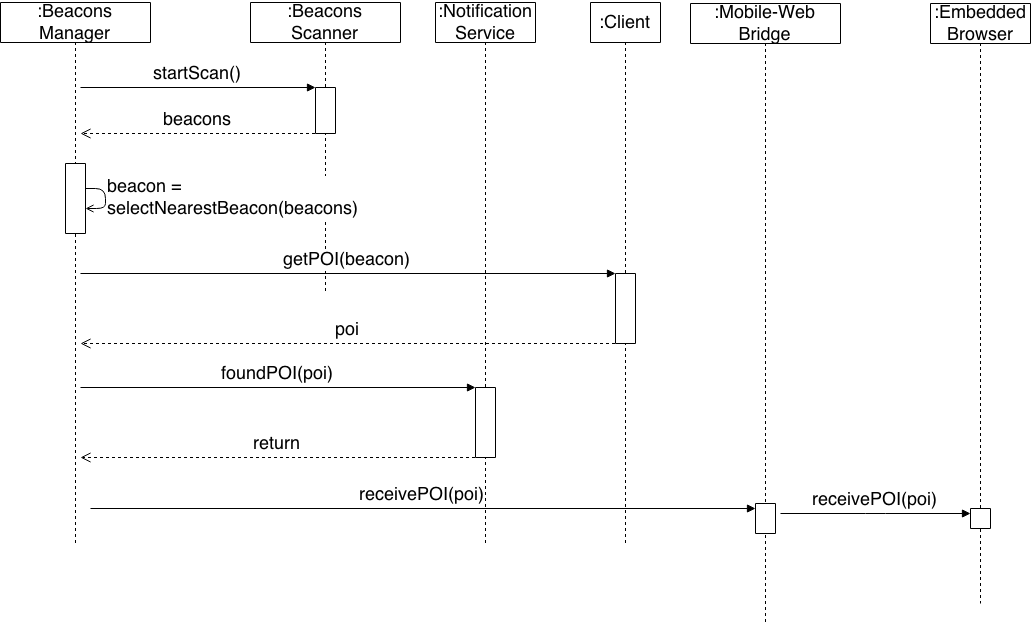 :Beacons
Manager
:Beacons
Scanner
:Notification
Service
:Client
:Mobile-Web
Bridge
:Embedded
Browser
startScan()
beacons
beacon =
selectNearestBeacon(beacons)
getPOI(beacon)
poi
foundPOI(poi)
return
receivePOI(poi)
receivePOI(poi)